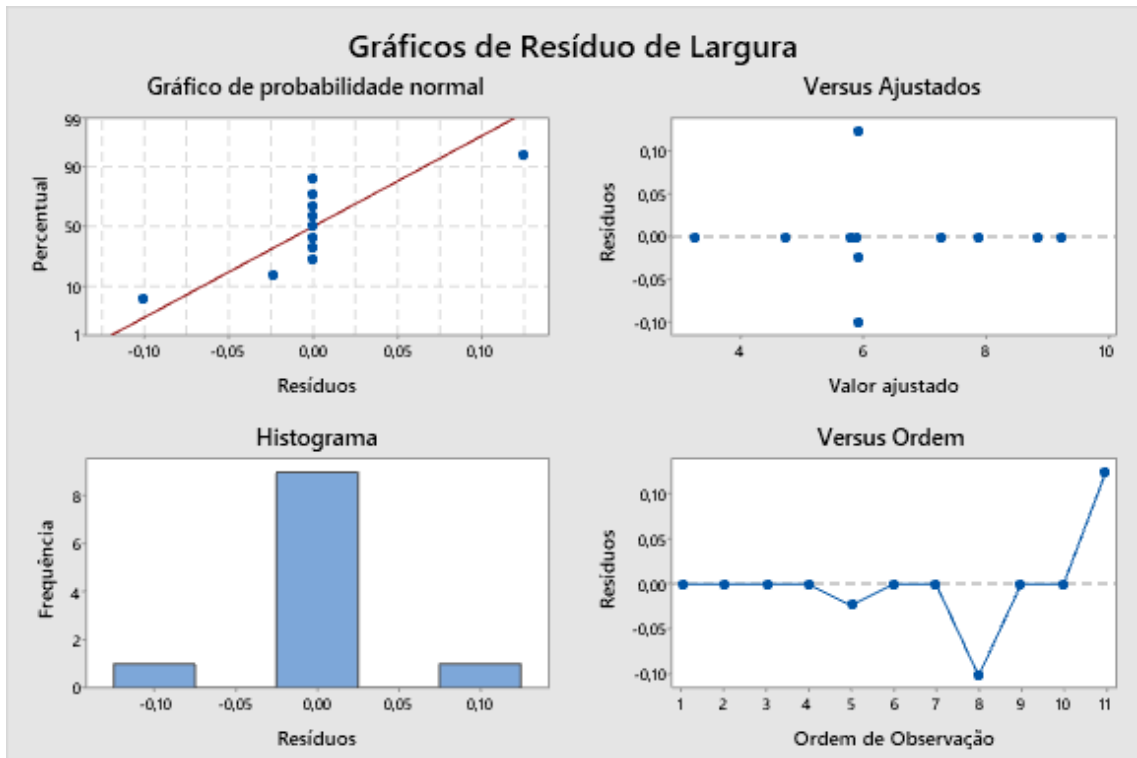 Gráficos de Resíduo de Largura
Gráfico de probabilidade normal
99
90
50
10
1
Percentual
-0,10 -0,05 0,00 0,05 0,10
Resíduos
Versus Ajustados
0,10
0,05
0,00
-0,05
-0,10
Resíduos
4 6 8 10
Valor ajustado
Histograma
8
6
4
2
0
Frequência
-0,10 -0,05 0,00 0,05 0,10
Resíduos
Versus Ordem
0,10
0,05
0,00
-0,05
-0,10
Resíduos
1 2 3 4 5 6 7 8 9 10 11
Ordem de Observação